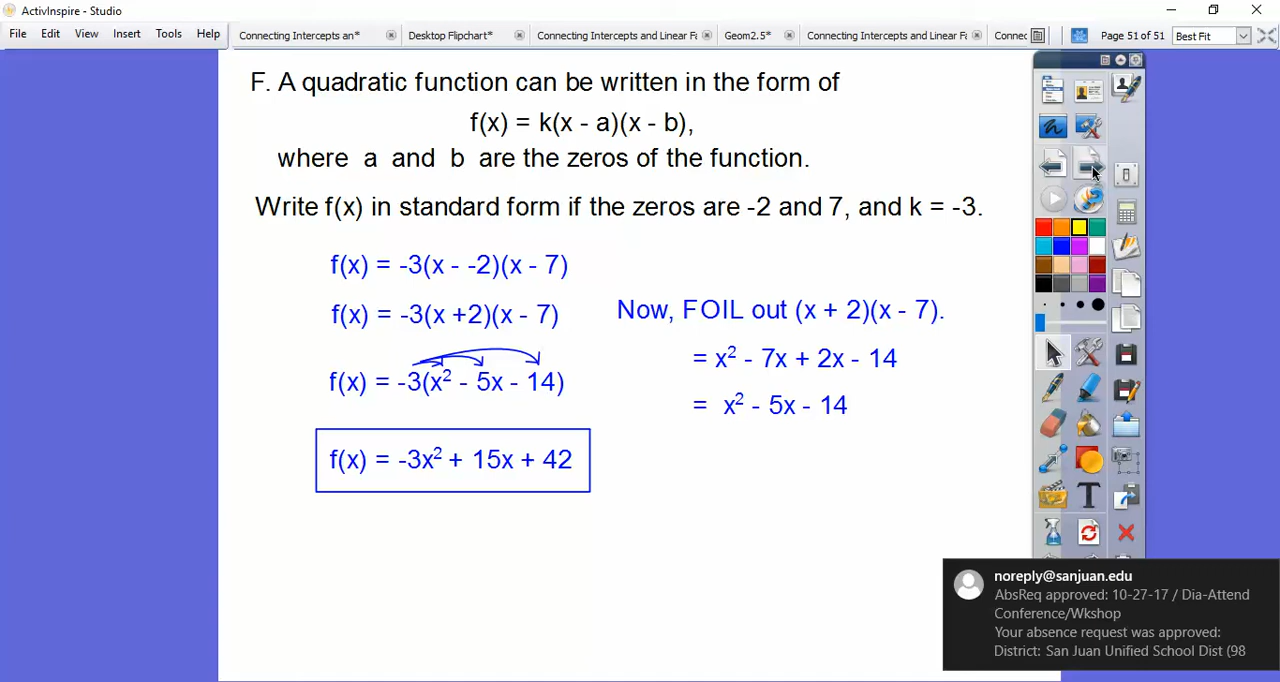 ActivInspire - Studio
File Edit View Insert Tools Help
Connecting Intercepts an* Desktop Flipchart* Connecting Intercepts and Linear Fa Geom2.5* Connecting Intercepts and Linear Fa Connec Page 51 of 51 Best Fit
F. A quadratic function can be written in the form of
f(x) = k(x - a)(x - b),
where a and b are the zeros of the function.
Write f(x) in standard form if the zeros are -2 and 7, and k = -3.
f(x) = -3(x - -2)(x - 7)
f(x) = -3(x +2)(x - 7)
Now, FOIL out (x + 2)(x - 7).
= x² - 7x + 2x - 14
f(x) = -3(x² - 5x - 14)
= x² - 5x - 14
f(x) = -3x² + 15x + 42
noreply@sanjuan.edu
AbsReq approved: 10-27-17 / Dia-Attend
Conference/Wkshop
Your absence request was approved:
District: San Juan Unified School Dist (98